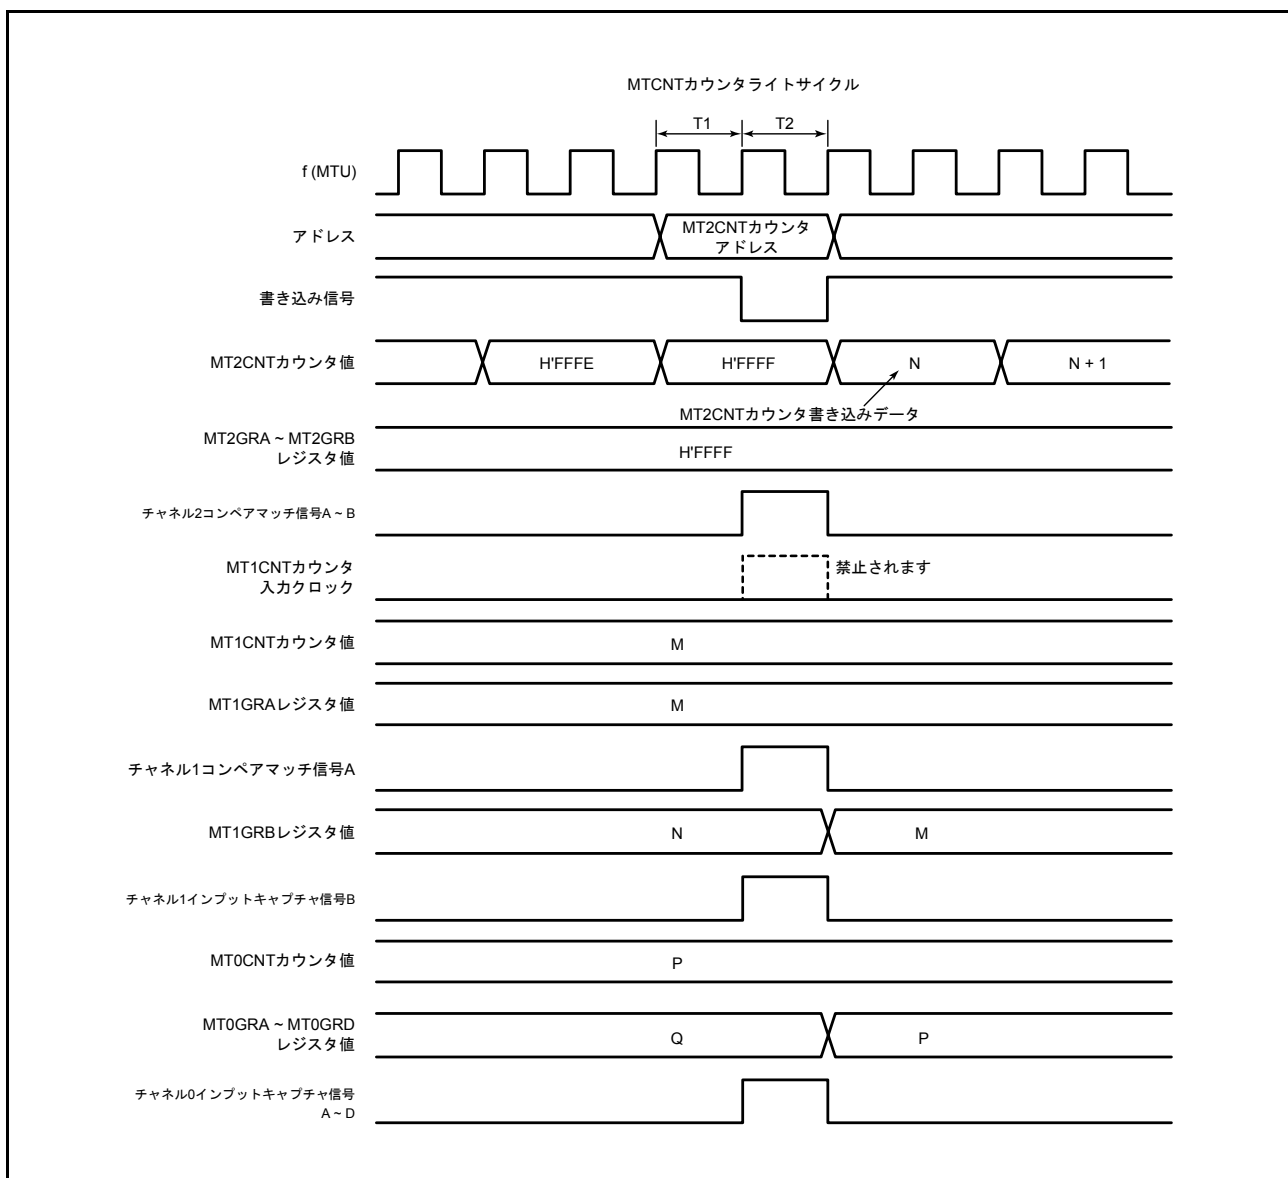 MTCNTカウンタライトサイクル
T1
T2
f (MTU)
アドレス
MT2CNTカウンタ
アドレス
書き込み信号
MT2CNTカウンタ値
H'FFFE
H'FFFF
N
N + 1
MT2CNTカウンタ書き込みデータ
MT2GRA ~ MT2GRB
レジスタ値
H'FFFF
チャネル2コンペアマッチ信号A ~ B
MT1CNTカウンタ
入力クロック
禁止されます
MT1CNTカウンタ値
M
MT1GRAレジスタ値
M
チャネル1コンペアマッチ信号A
MT1GRBレジスタ値
N
M
チャネル1インプットキャプチャ信号B
MT0CNTカウンタ値
P
MT0GRA ~ MT0GRD
レジスタ値
Q
P
チャネル0インプットキャプチャ信号
A ~ D